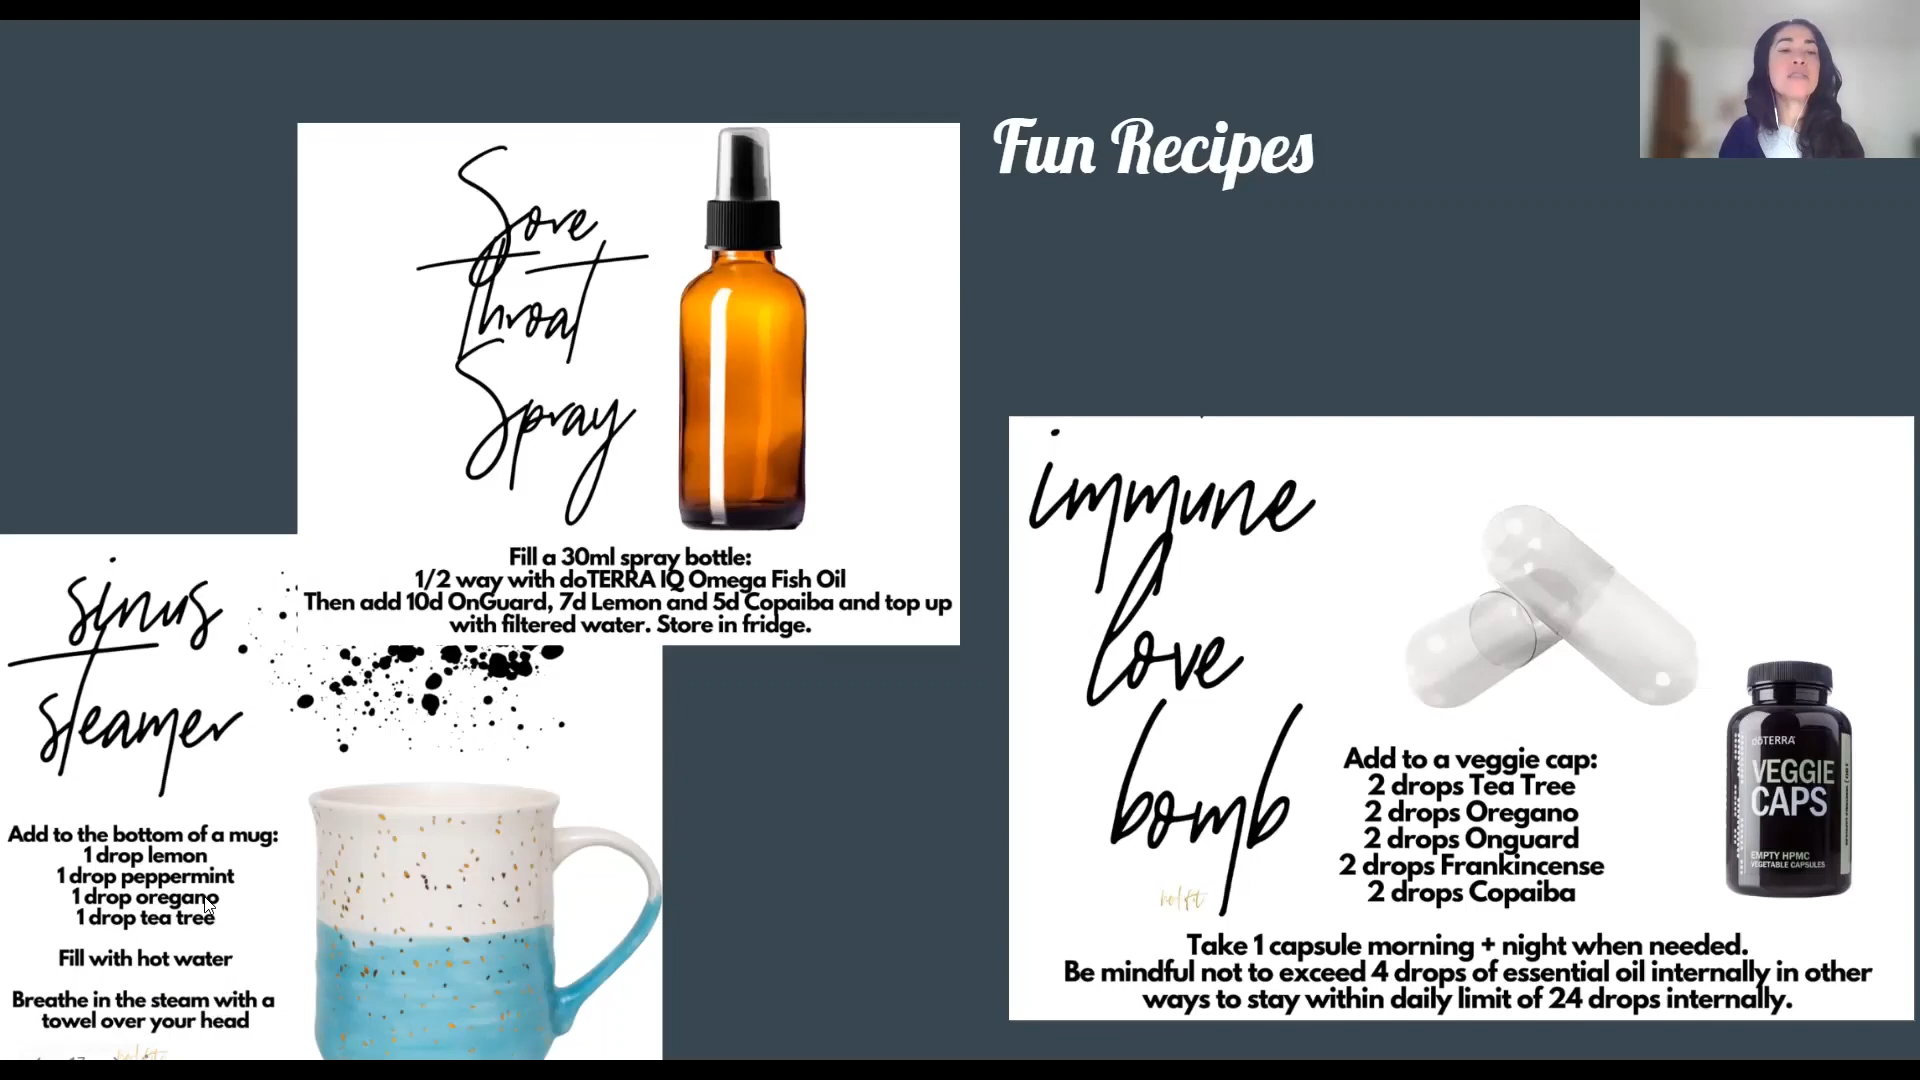 Fun Recipes
Sore
Throat
Spray
Fill a 30ml spray bottle:
1/2 way with doTERRA IQ Omega Fish Oil
Then add 10d OnGuard, 7d Lemon and 5d Copaiba and top up
with filtered water. Store in fridge.
sinus
steamer
Add to the bottom of a mug:
1 drop lemon
1 drop peppermint
1 drop oregano
1 drop tea tree
Fill with hot water
Breathe in the steam with a
towel over your head
immune
love
bomb
Add to a veggie cap:
2 drops Tea Tree
2 drops Oregano
2 drops Onguard
2 drops Frankincense
2 drops Copaiba
Take 1 capsule morning + night when needed.
Be mindful not to exceed 4 drops of essential oil internally in other
ways to stay within daily limit of 24 drops internally.
dōTERRA
VEGGIE
CAPS
EMPTY HPMC
VEGETABLE CAPSULES